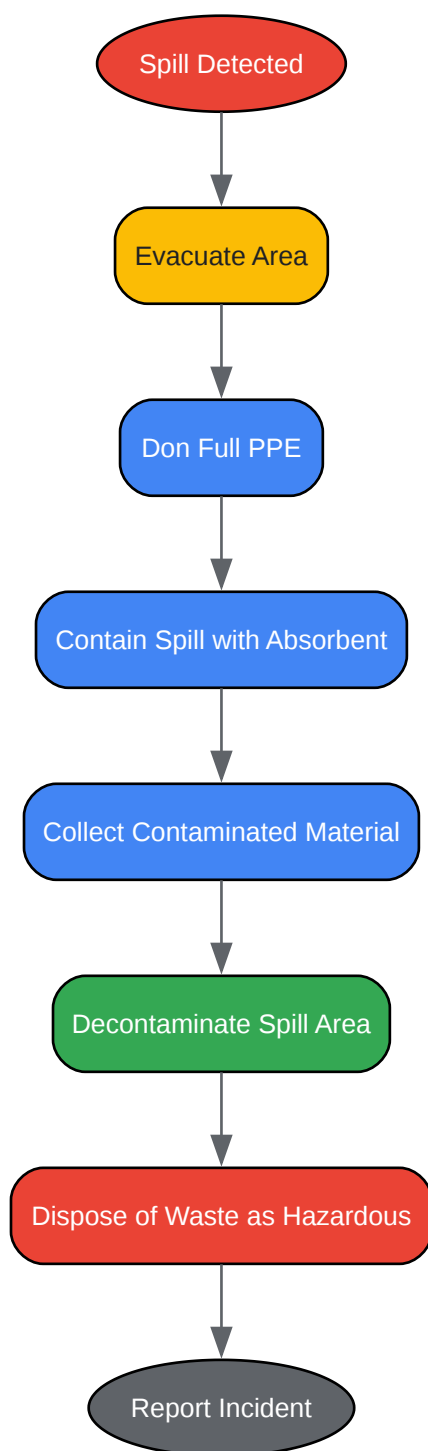 Spill Detected
Evacuate Area
Don Full PPE
Contain Spill with Absorbent
Collect Contaminated Material
Decontaminate Spill Area
Dispose of Waste as Hazardous
Report Incident